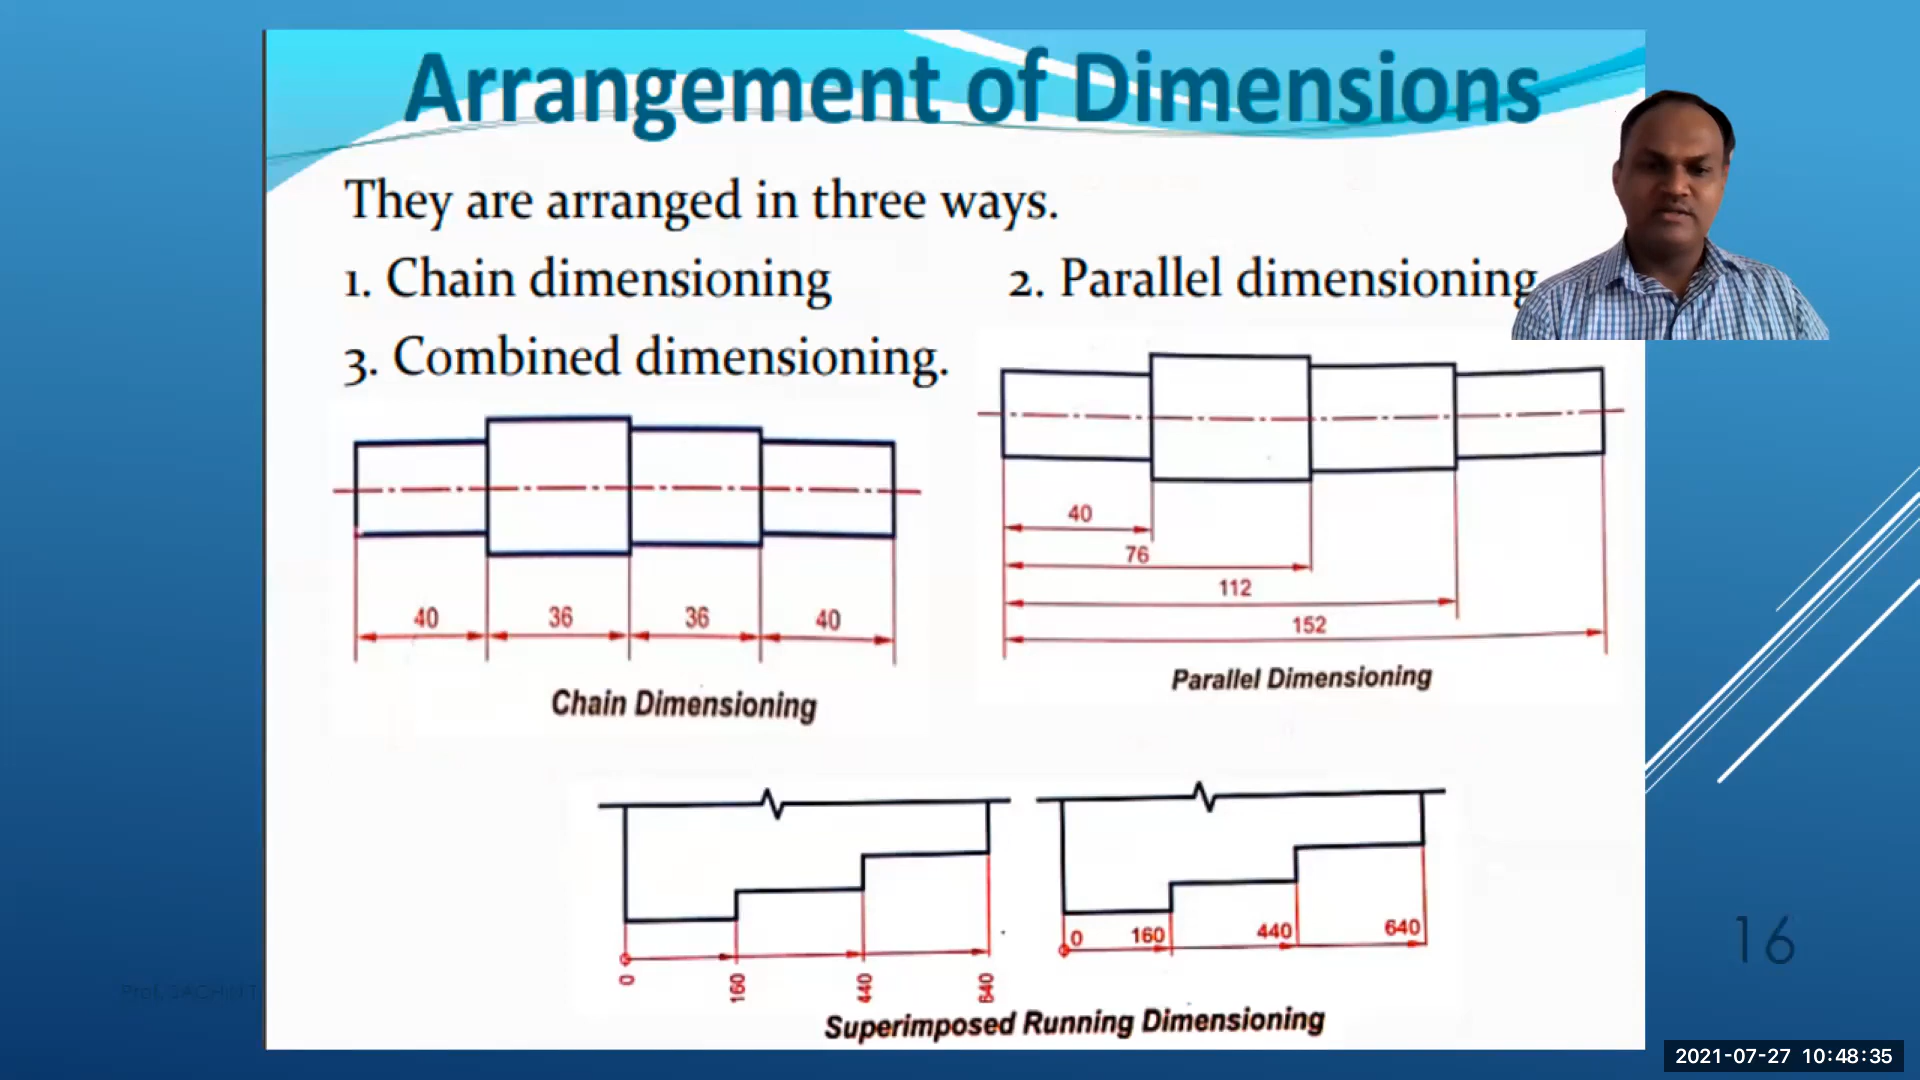 Arrangement of Dimensions
They are arranged in three ways.
1. Chain dimensioning
2. Parallel dimensioning
3. Combined dimensioning.
40 36 36 40
Chain Dimensioning
40
76
112
152
Parallel Dimensioning
0 160 440 640
0 160 440 640
Superimposed Running Dimensioning
16
Prof. SACHIN T
2021-07-27 10:48:35